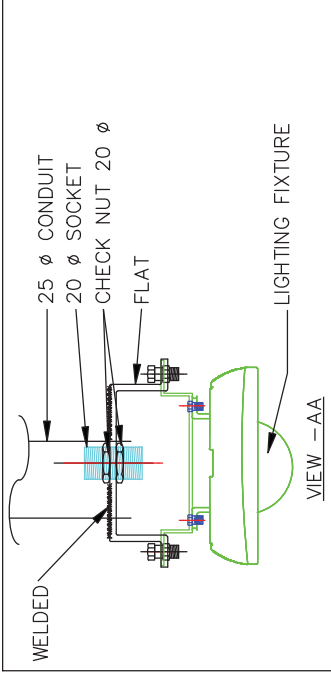 25 ø CONDUIT
20 ø SOCKET
CHECK NUT 20 ø
FLAT
WELDED
LIGHTING FIXTURE
VIEW -AA